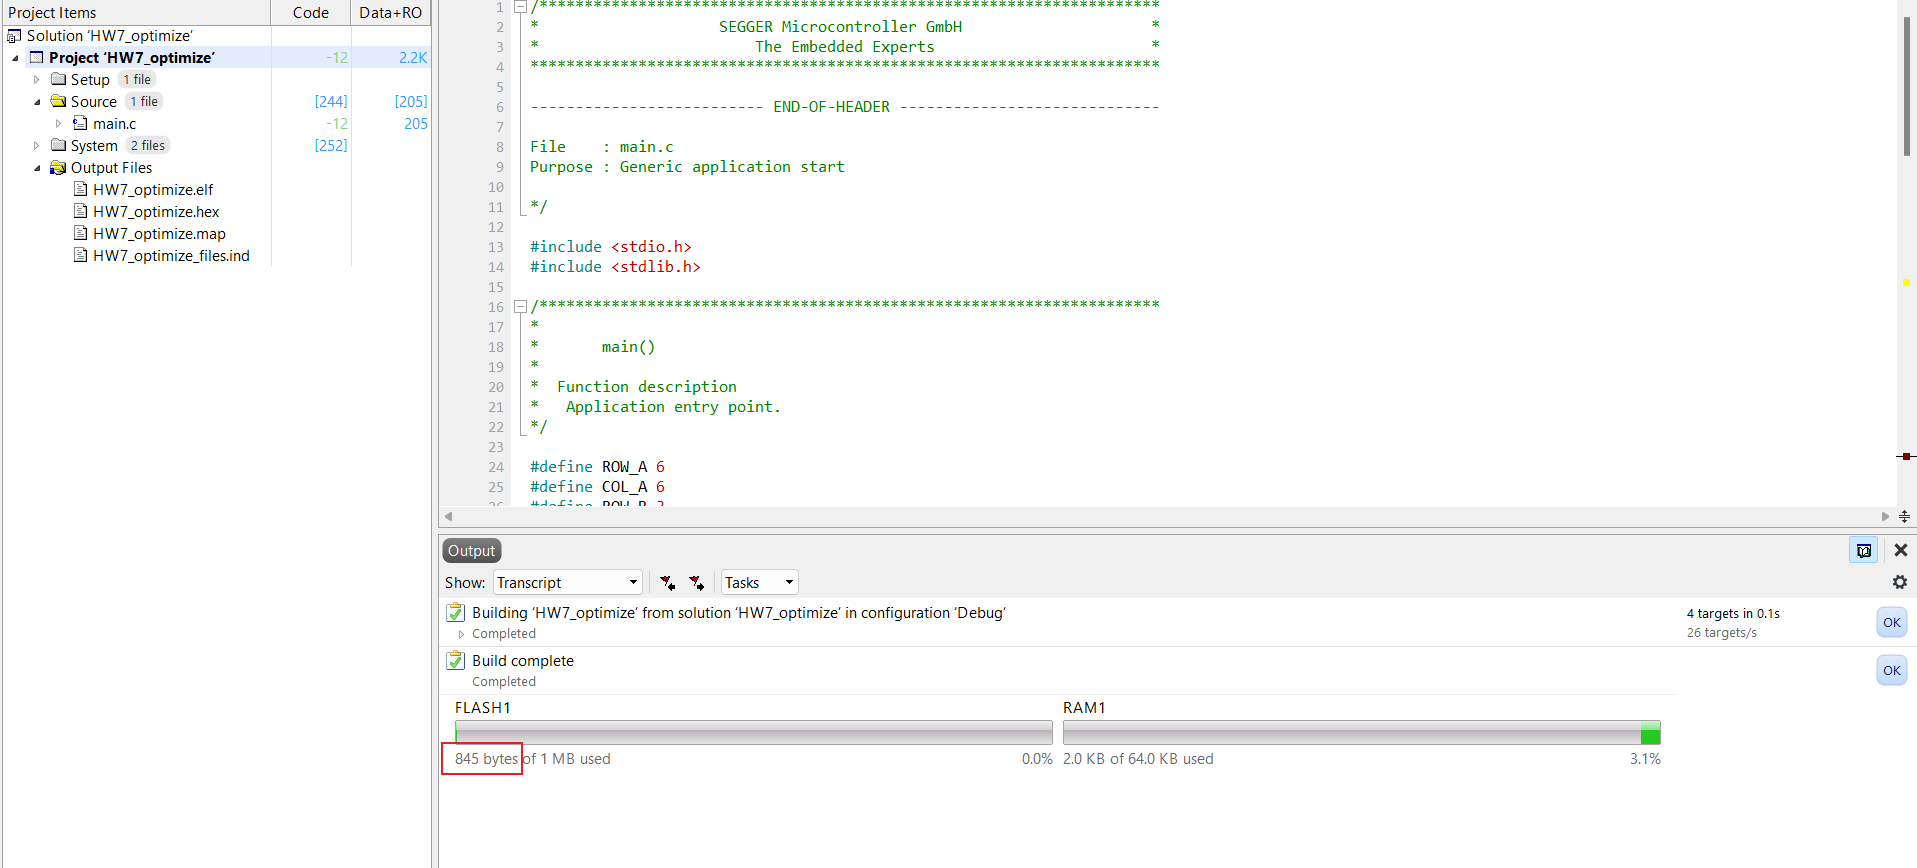 Project Items Code Data+RO
Solution 'HW7_optimize'
Project 'HW7_optimize' -12 2.2K
Setup 1 file
Source 1 file [244] [205]
main.c -12 205
System 2 files [252]
Output Files
HW7_optimize.elf
HW7_optimize.hex
HW7_optimize.map
HW7_optimize_files.ind
1 /*********************************************************************
2 * SEGGER Microcontroller GmbH *
3 * The Embedded Experts *
4 **********************************************************************
5
6 -------------------------- END-OF-HEADER -----------------------------
7
8 File : main.c
9 Purpose : Generic application start
10
11 */
12
13 #include <stdio.h>
14 #include <stdlib.h>
15
16 /*********************************************************************
17 *
18 * main()
19 *
20 * Function description
21 * Application entry point.
22 */
23
24 #define ROW_A 6
25 #define COL_A 6
Output
Show: Transcript Tasks
Building 'HW7_optimize' from solution 'HW7_optimize' in configuration 'Debug' 4 targets in 0.1s OK
Completed 26 targets/s
Build complete OK
Completed
FLASH1 RAM1
845 bytes of 1 MB used 0.0% 2.0 KB of 64.0 KB used 3.1%